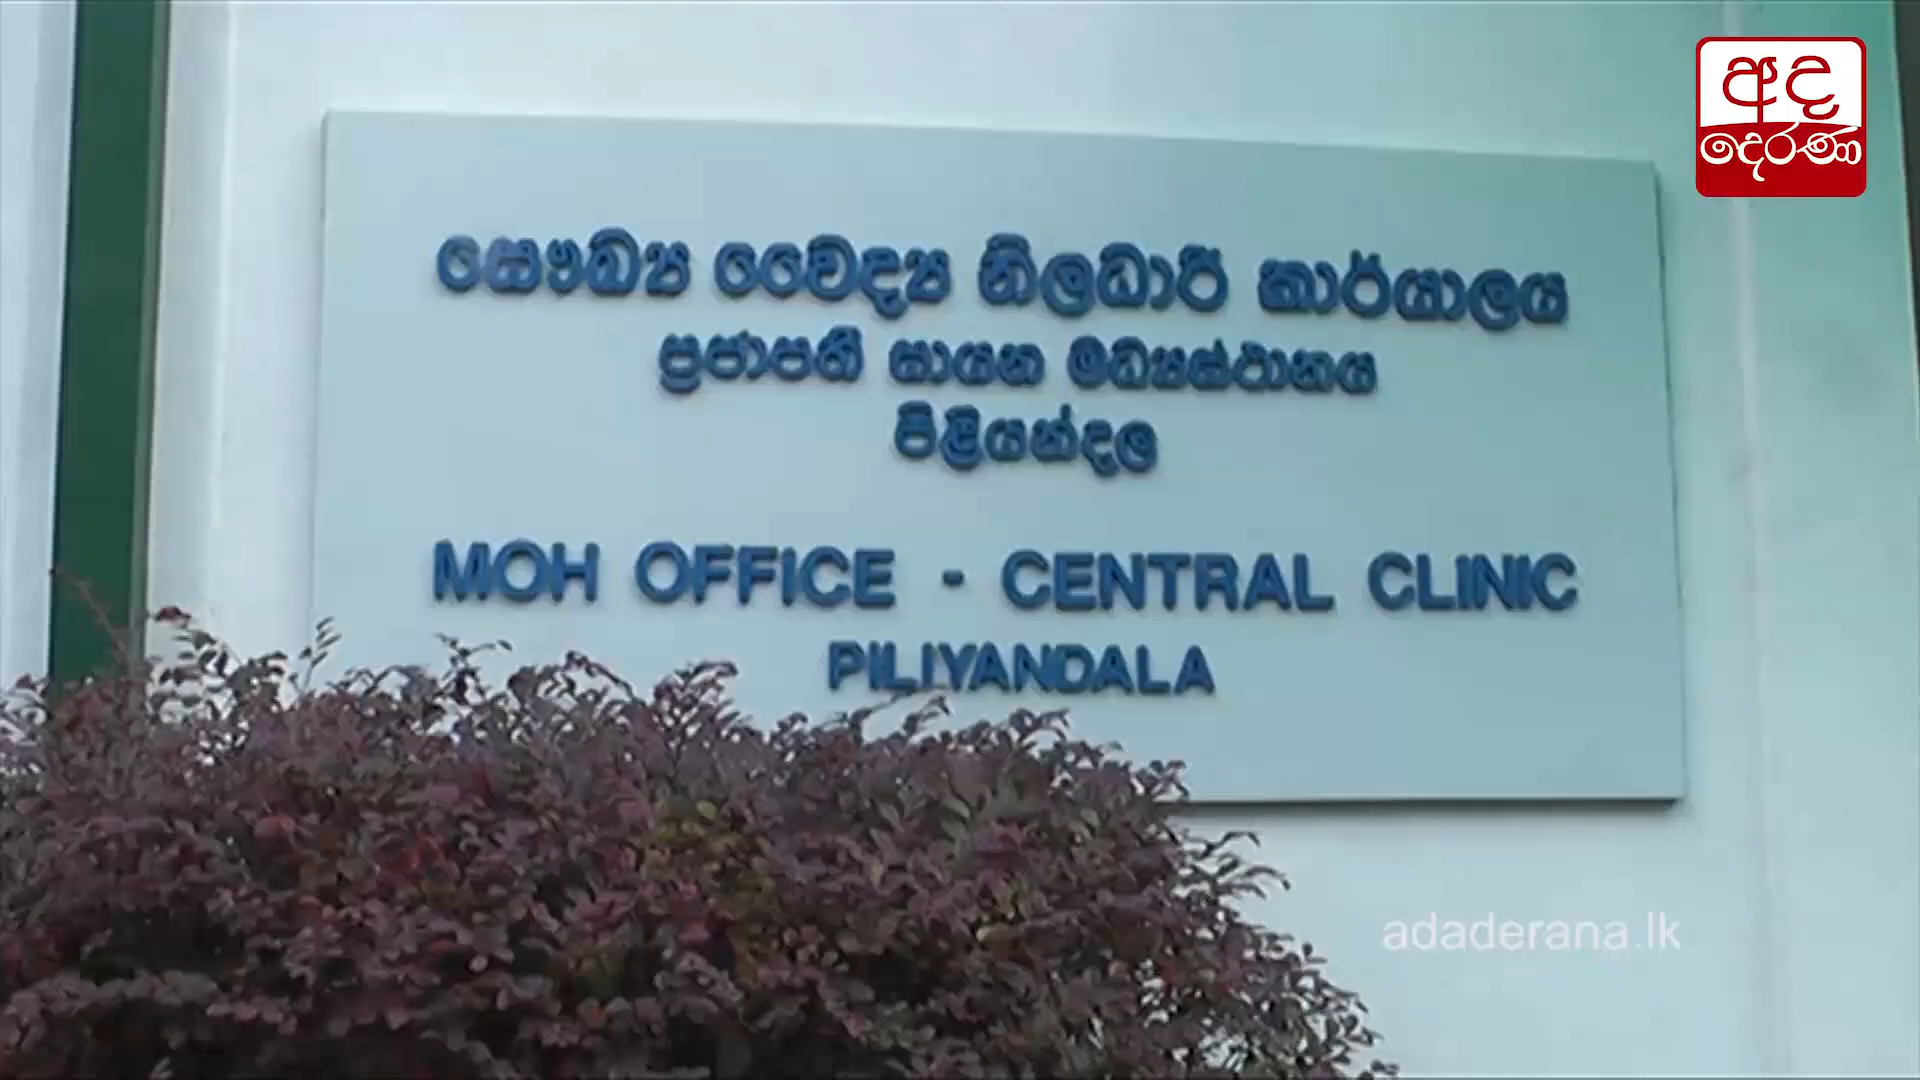 අද
දෙරණ
සෞඛ්‍ය වෛද්‍ය නිලධාරී කාර්යාලය
ප්‍රජාපති සායන මධ්‍යස්ථානය
පිළියන්දල
MOH OFFICE - CENTRAL CLINIC
PILIYANDALA
adaderana.lk